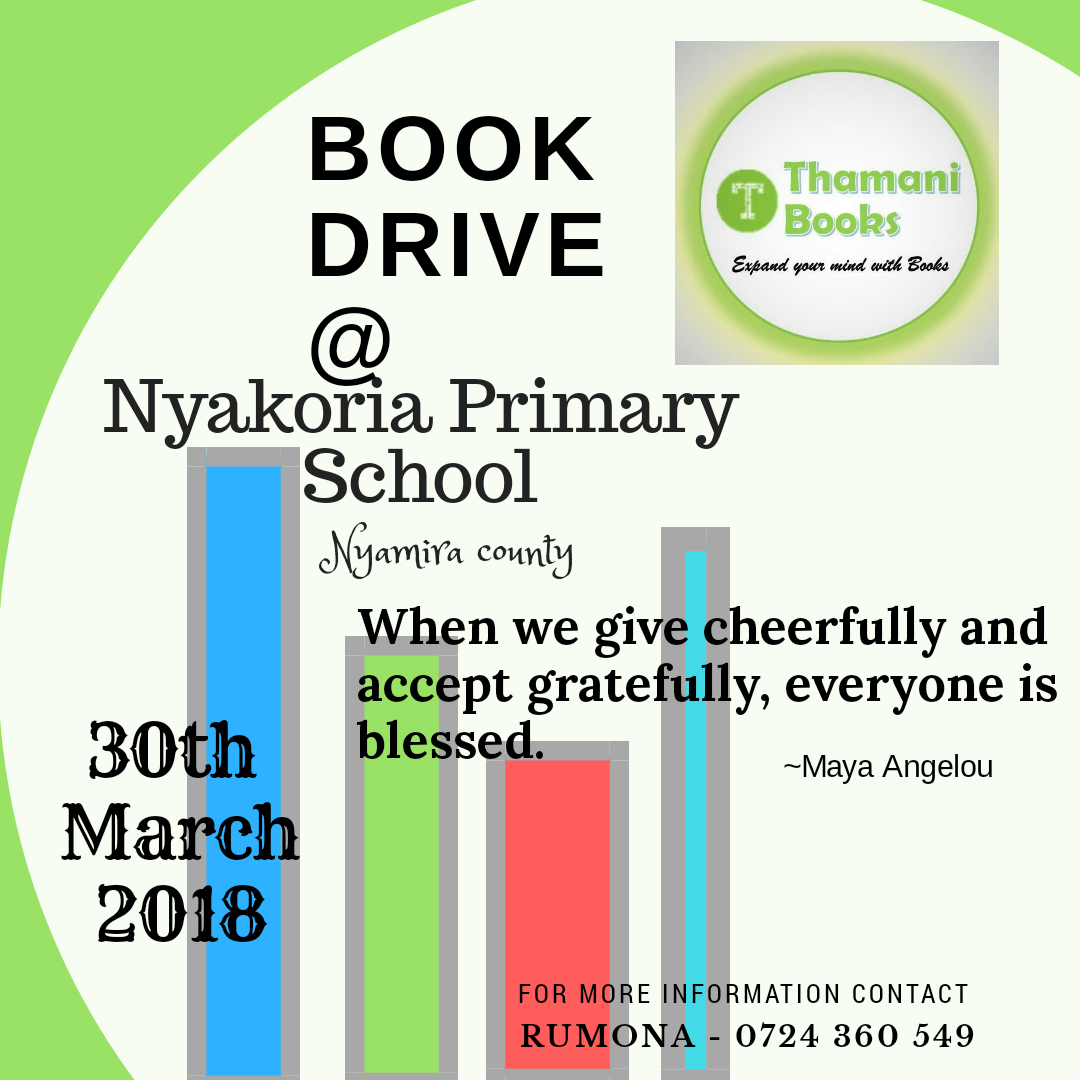 BOOK
DRIVE
@
Nyakoria Primary
School
Nyamira county
T Thamani
Books
Expand your mind with Books
When we give cheerfully and
accept gratefully, everyone is
blessed.
~Maya Angelou
30th
March
2018
FOR MORE INFORMATION CONTACT
RUMONA - 0724 360 549